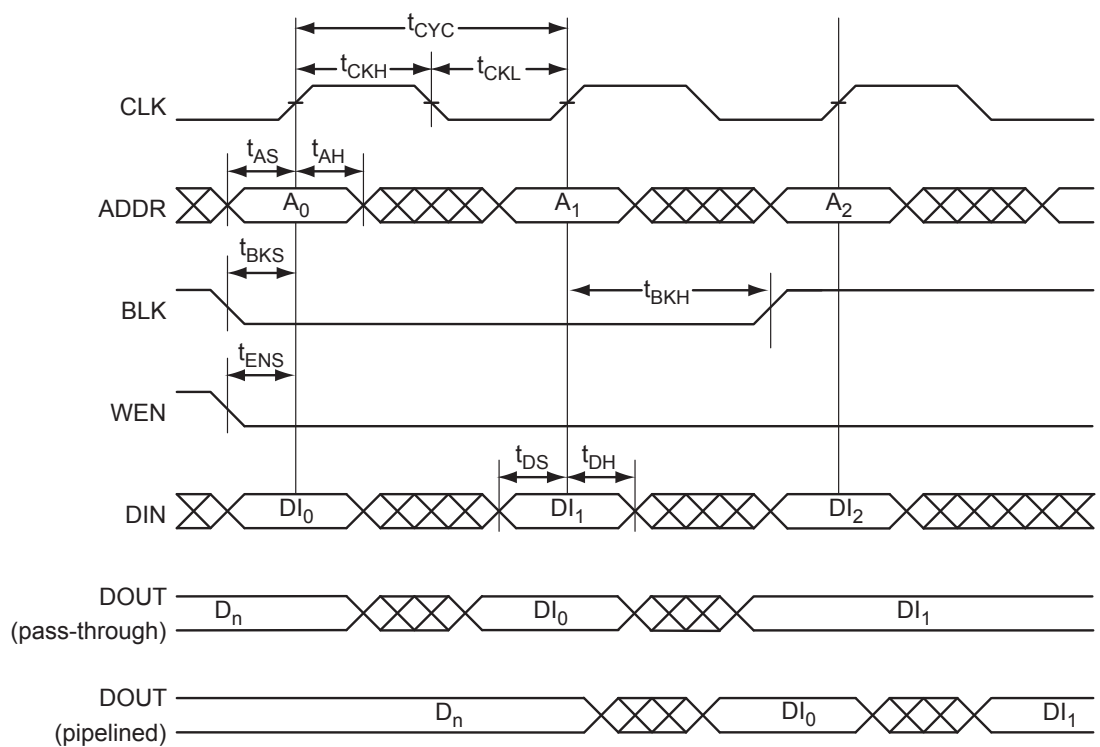 tCYC
tCKH tCKL
CLK
tAS tAH
ADDR A0 A1 A2
tBKS
tBKH
BLK
tENS
WEN
tDS tDH
DIN DI0 DI1 DI2
DOUT
(pass-through)
Dn DI0 DI1
DOUT
(pipelined)
Dn DI0 DI1